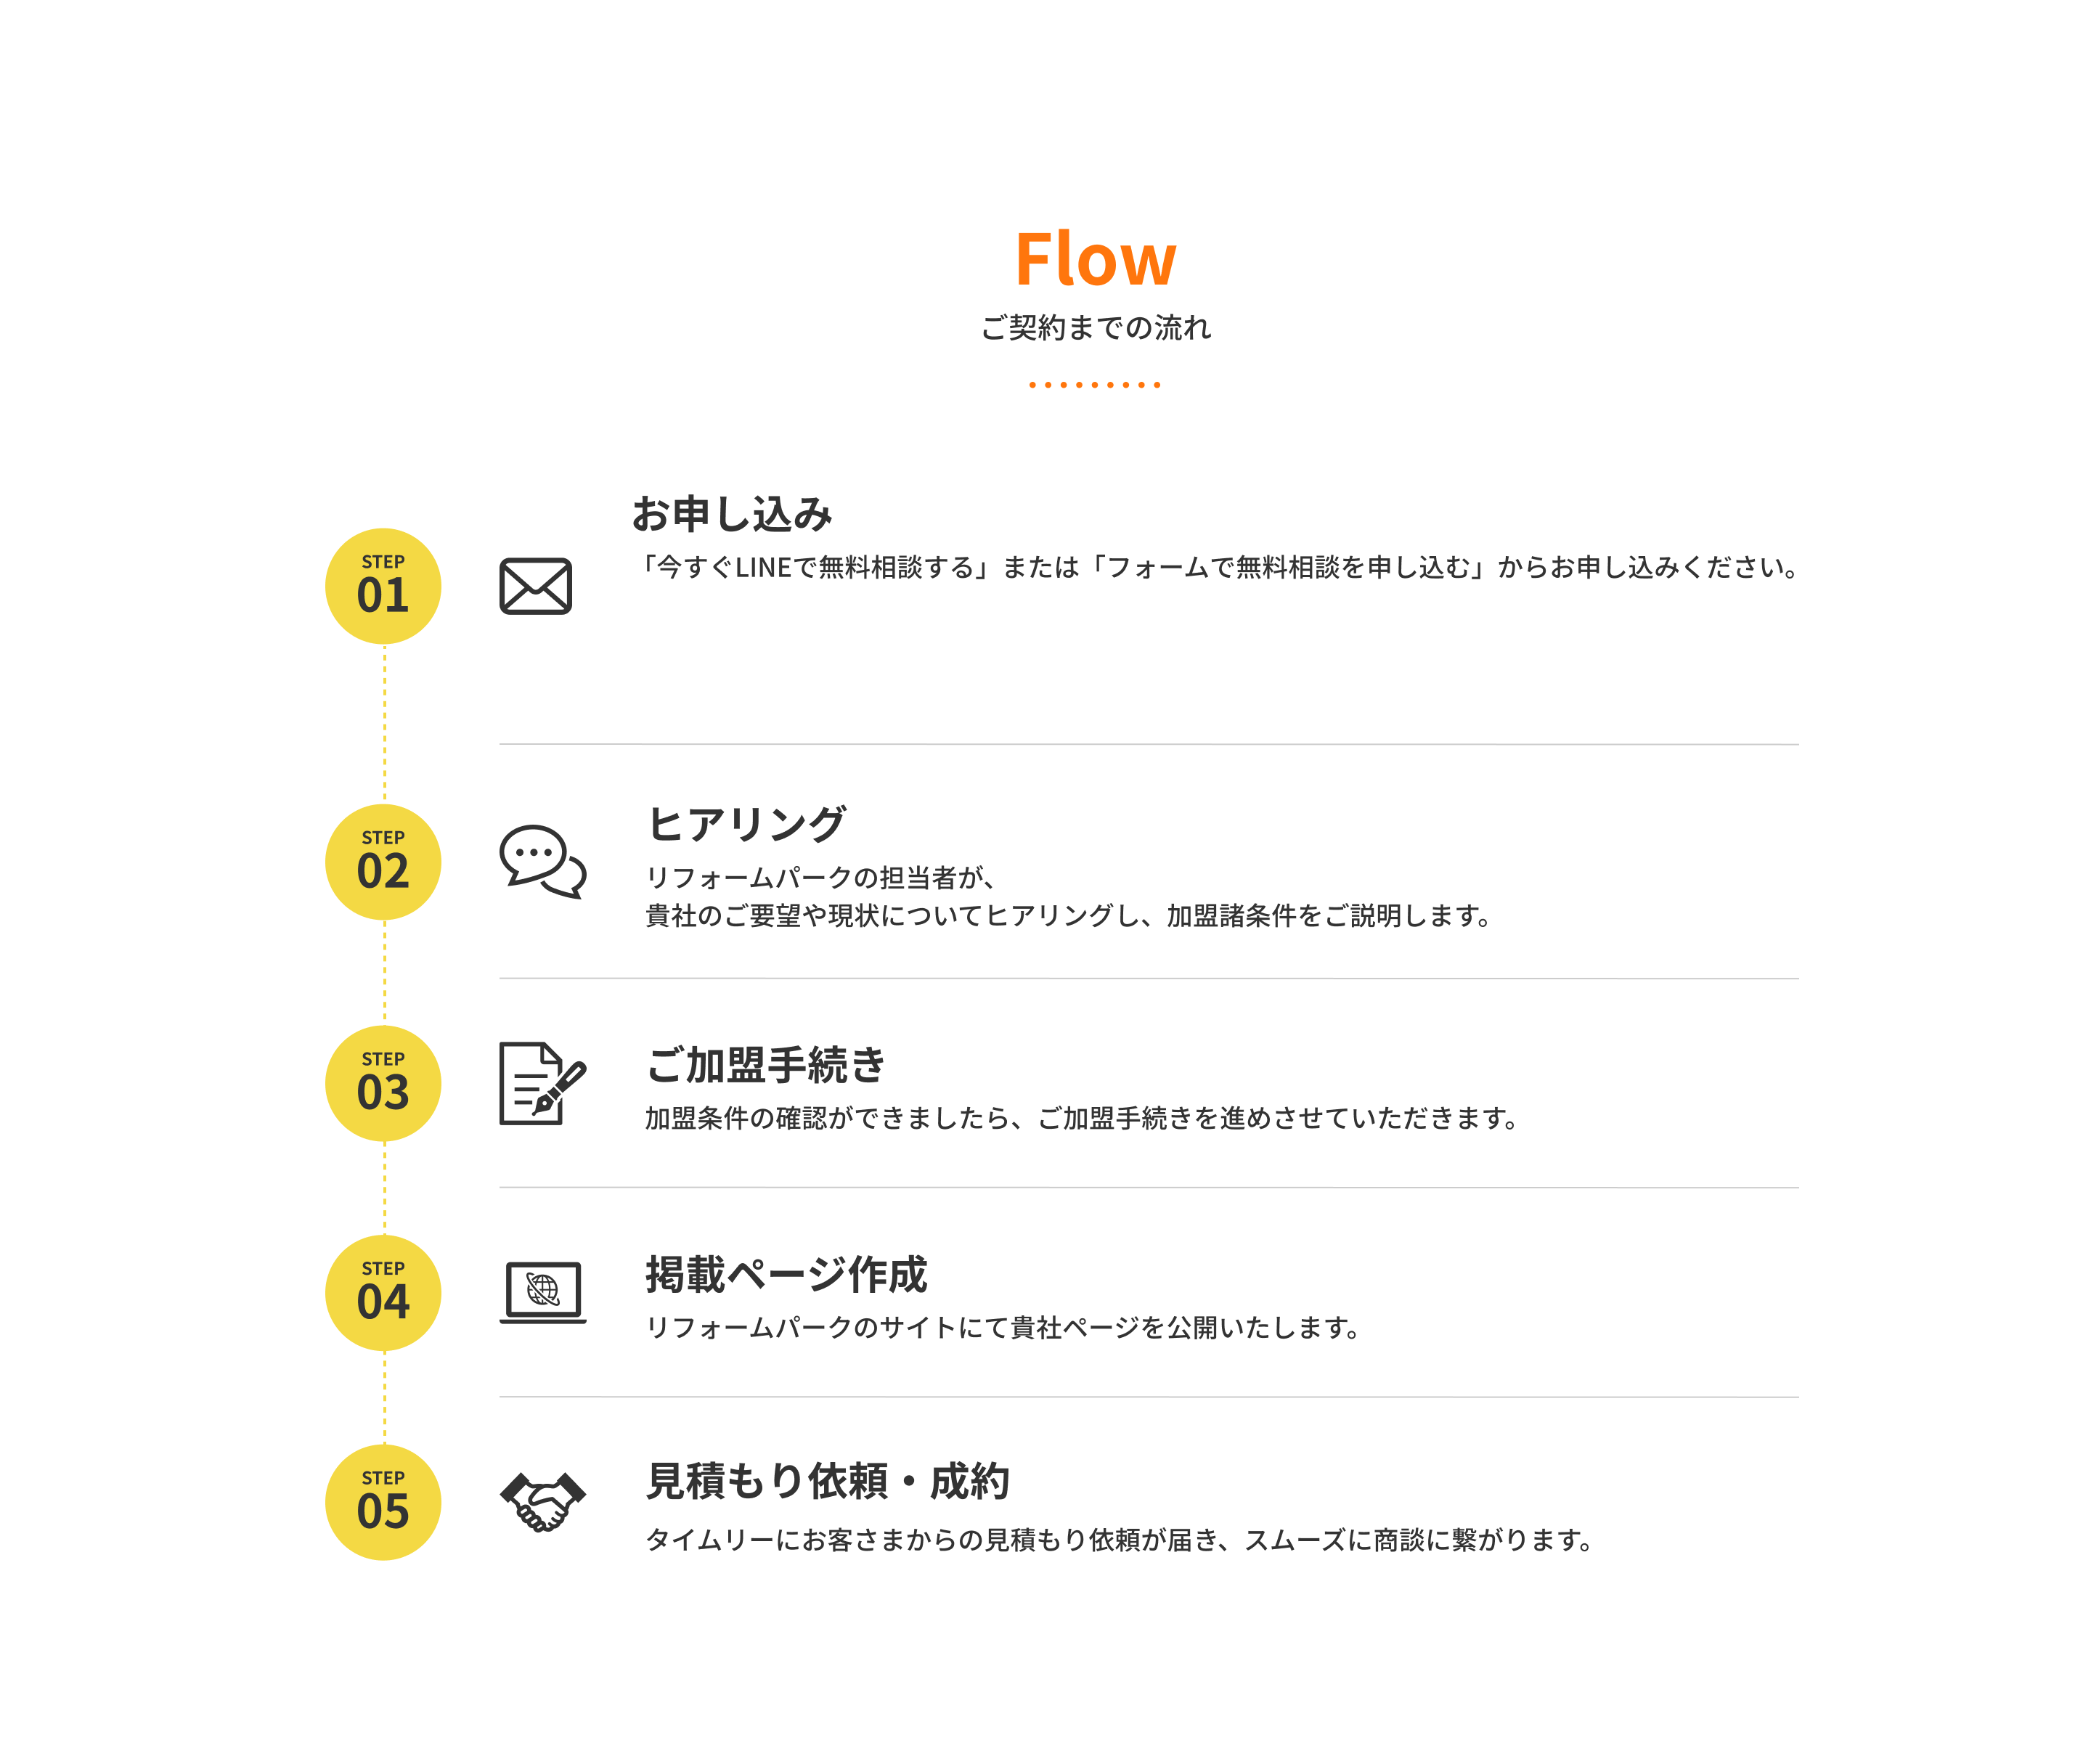 Flow
ご契約までの流れ
お申し込み
STEP
01
「今すぐLINEで無料相談する」または「フォームで無料相談を申し込む」からお申し込みください。
ヒアリング
STEP
02
リフォームパークの担当者が、
貴社のご要望や現状についてヒアリングし、加盟諸条件をご説明します。
STEP
03
ご加盟手続き
加盟条件の確認ができましたら、ご加盟手続きを進めさせていただきます。
STEP
04
掲載ページ作成
リフォームパークのサイトにて貴社ページを公開いたします。
STEP
05
見積もり依頼・成約
タイムリーにお客さまからの見積もり依頼が届き、スムーズに商談に繋がります。